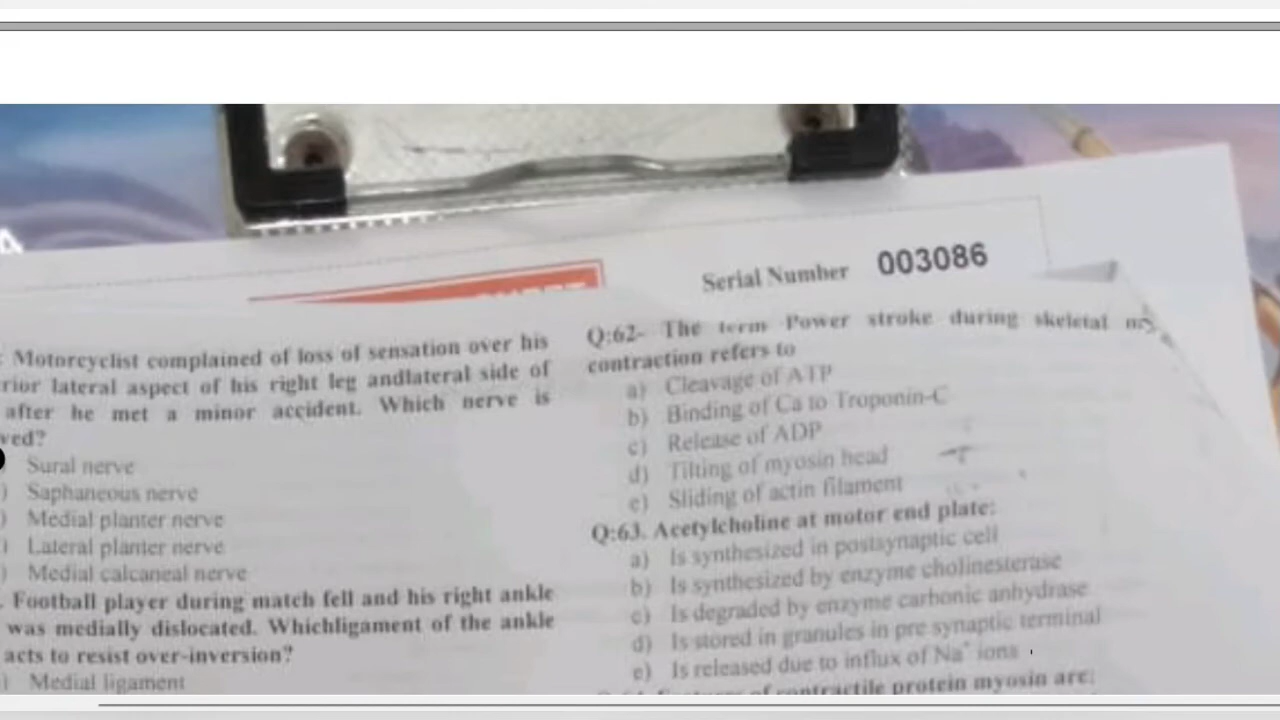 Serial Number 003086
Motorcyclist complained of loss of sensation over his
rior lateral aspect of his right leg andlateral side of
after he met a minor accident. Which nerve is
ved?
Sural nerve
) Saphaneous nerve
) Medial planter nerve
) Lateral planter nerve
) Medial calcaneal nerve
. Football player during match fell and his right ankle
was medially dislocated. Whichligament of the ankle
acts to resist over-inversion?
) Medial ligament
Q:62- The term Power stroke during skeletal
contraction refers to
a) Cleavage of ATP
b) Binding of Ca to Troponin-C
c) Release of ADP
d) Tilting of myosin head
e) Sliding of actin filament
Q:63. Acetylcholine at motor end plate:
a) Is synthesized in postsynaptic cell
b) Is synthesized by enzyme cholinesterase
c) Is degraded by enzyme carbonic anhydrase
d) Is stored in granules in pre synaptic terminal
e) Is released due to influx of Na⁺ ions
of contractile protein myosin are: